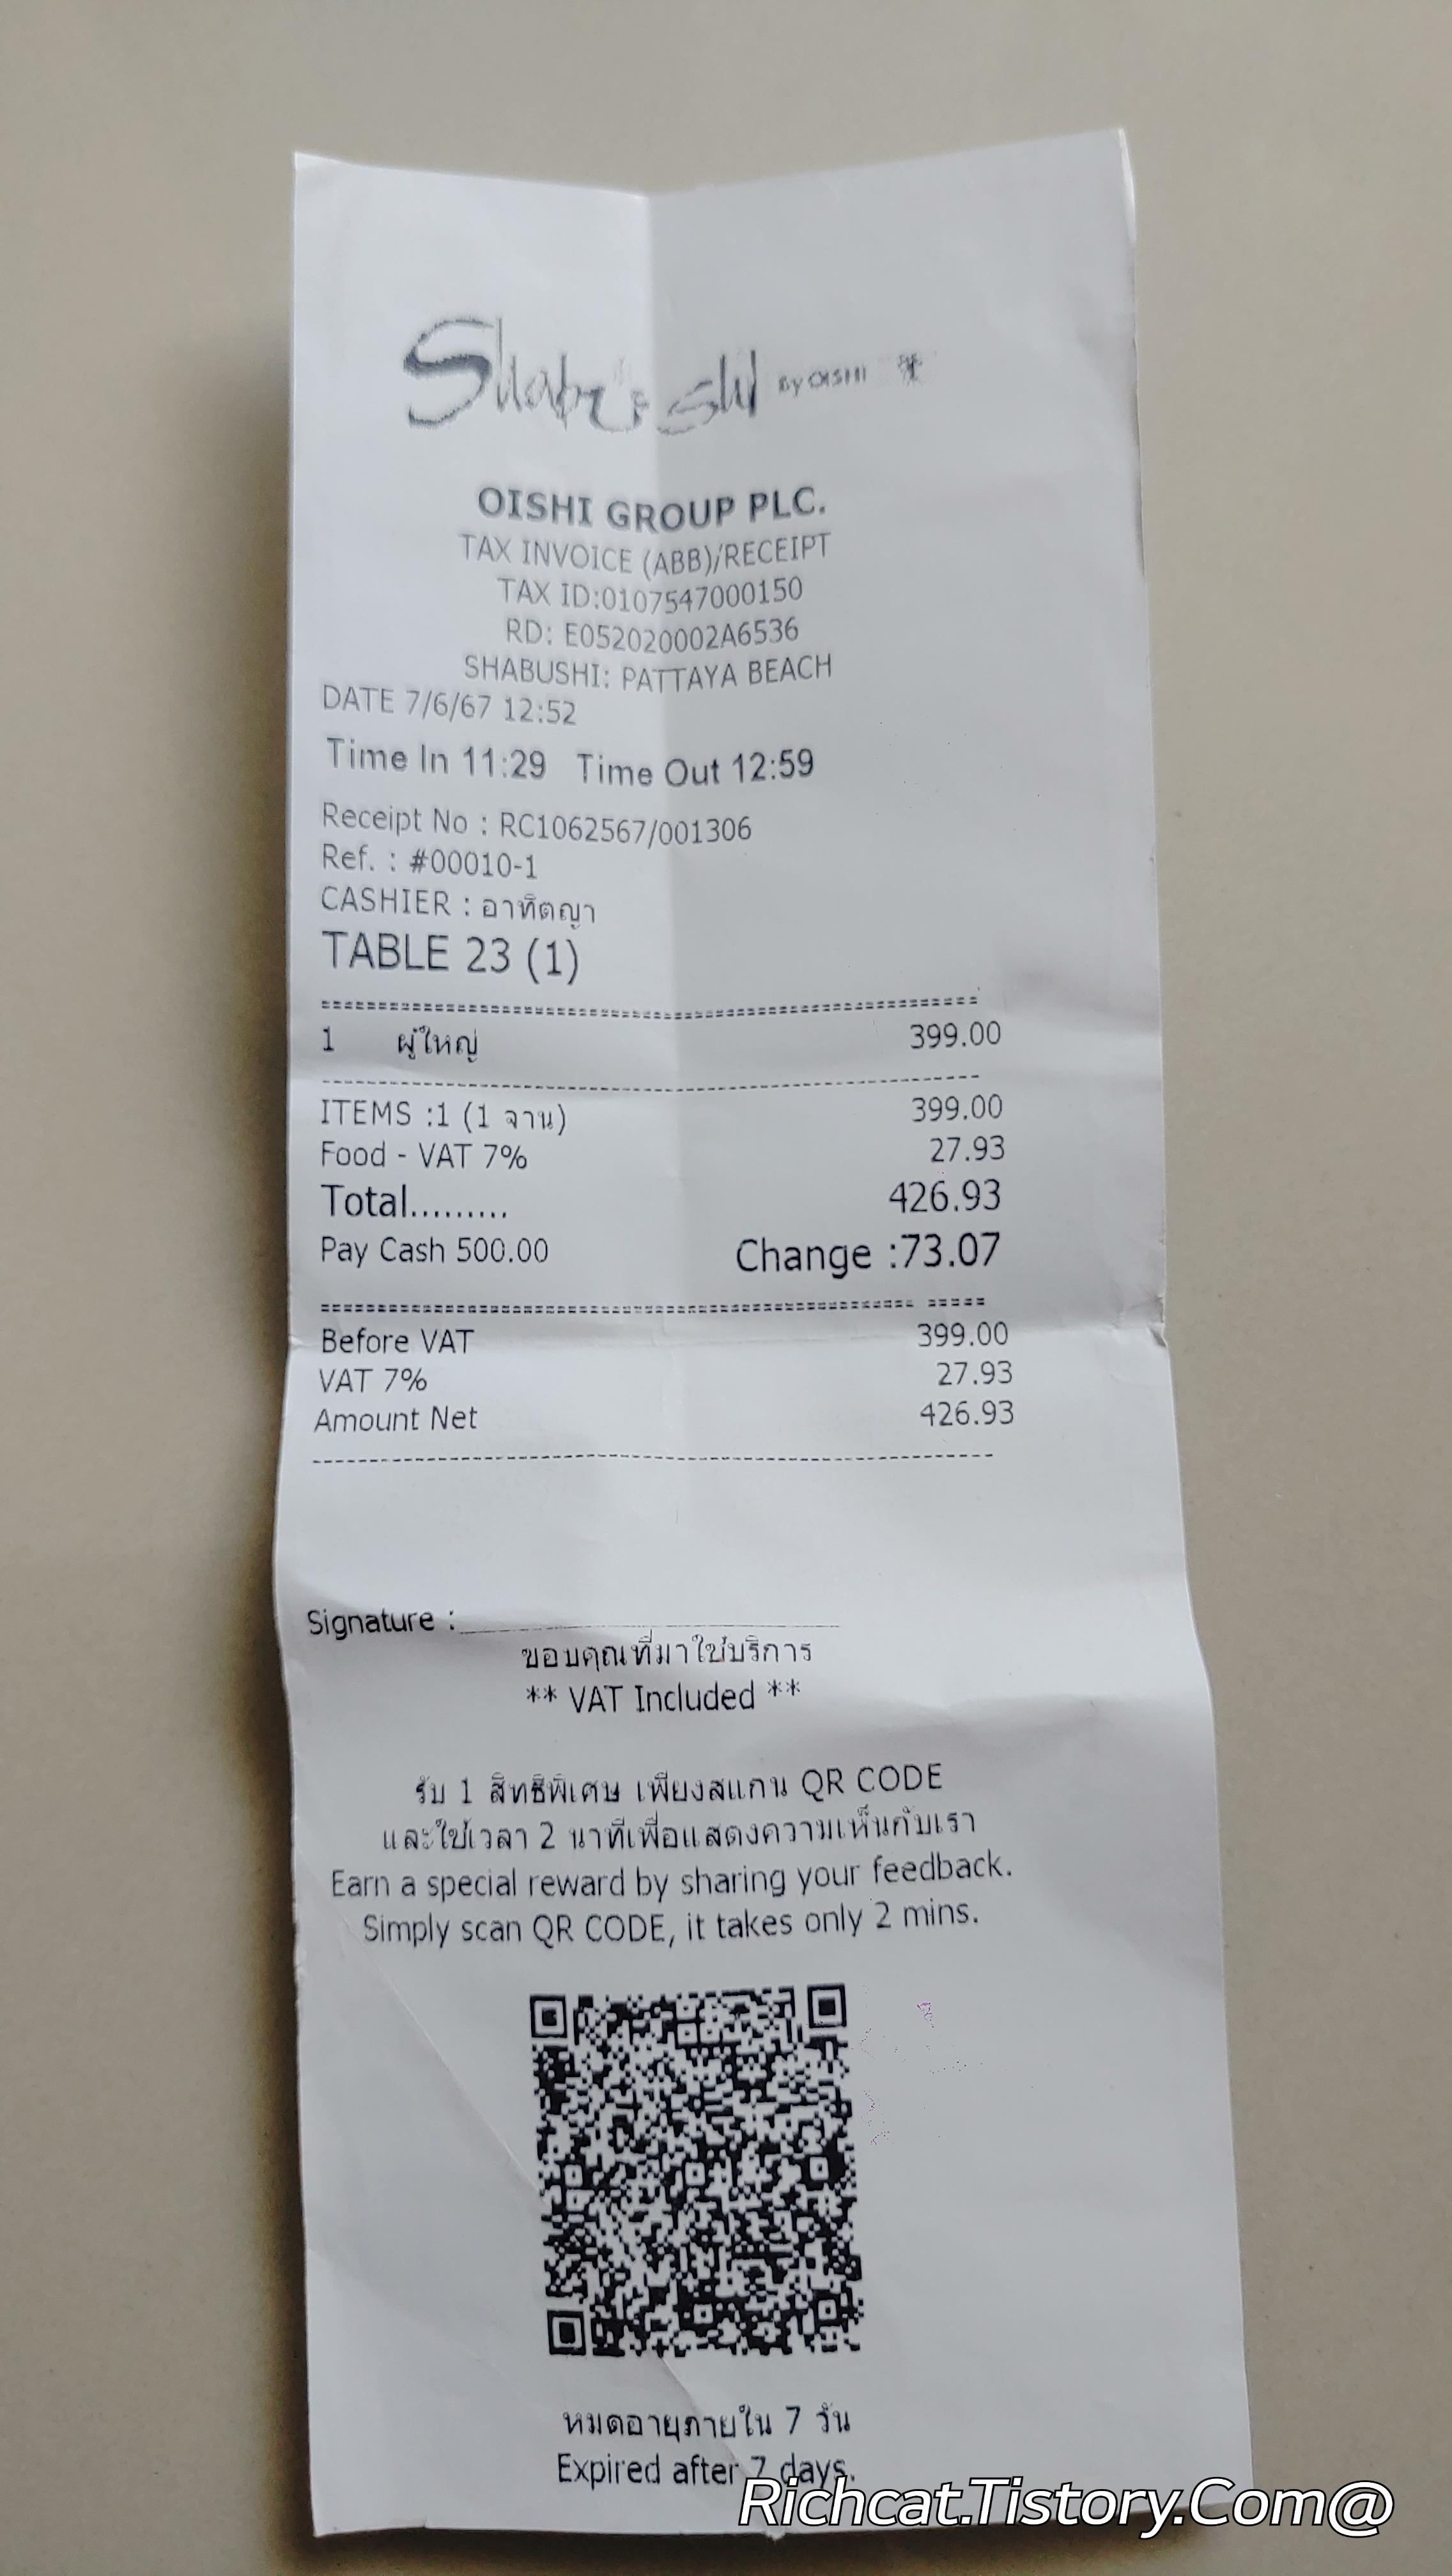 Shabushi By OISHI
OISHI GROUP PLC.
TAX INVOICE (ABB)/RECEIPT
TAX ID:0107547000150
RD: E052020002A6536
SHABUSHI: PATTAYA BEACH
DATE 7/6/67 12:52
Time In 11:29 Time Out 12:59
Receipt No : RC1062567/001306
Ref. : #00010-1
CASHIER : อาทิตญา
TABLE 23 (1)
1 ผู้ใหญ่ 399.00
ITEMS :1 (1 จาน) 399.00
Food - VAT 7% 27.93
Total......... 426.93
Pay Cash 500.00 Change :73.07
Before VAT 399.00
VAT 7% 27.93
Amount Net 426.93
Signature :
ขอบคุณที่มาใช้บริการ
** VAT Included **
รับ 1 สิทธิพิเศษ เพียงสแกน QR CODE
และใช้เวลา 2 นาทีเพื่อแสดงความเห็นกับเรา
Earn a special reward by sharing your feedback.
Simply scan QR CODE, it takes only 2 mins.
หมดอายุภายใน 7 วัน
Expired after 7 days.
Richcat.Tistory.Com@